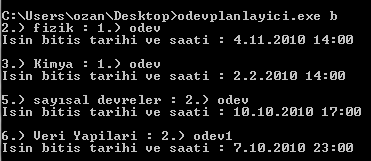 C:\Users\ozan\Desktop>odevplanlayici.exe b
2.) fizik : 1.) odev
Isin bitis tarihi ve saati : 4.11.2010 14:00
3.) Kimya : 1.) odev
Isin bitis tarihi ve saati : 2.2.2010 14:00
5.) sayısal devreler : 2.) odev
Isin bitis tarihi ve saati : 10.10.2010 17:00
6.) Veri Yapilari : 2.) odev1
Isin bitis tarihi ve saati : 7.10.2010 23:00